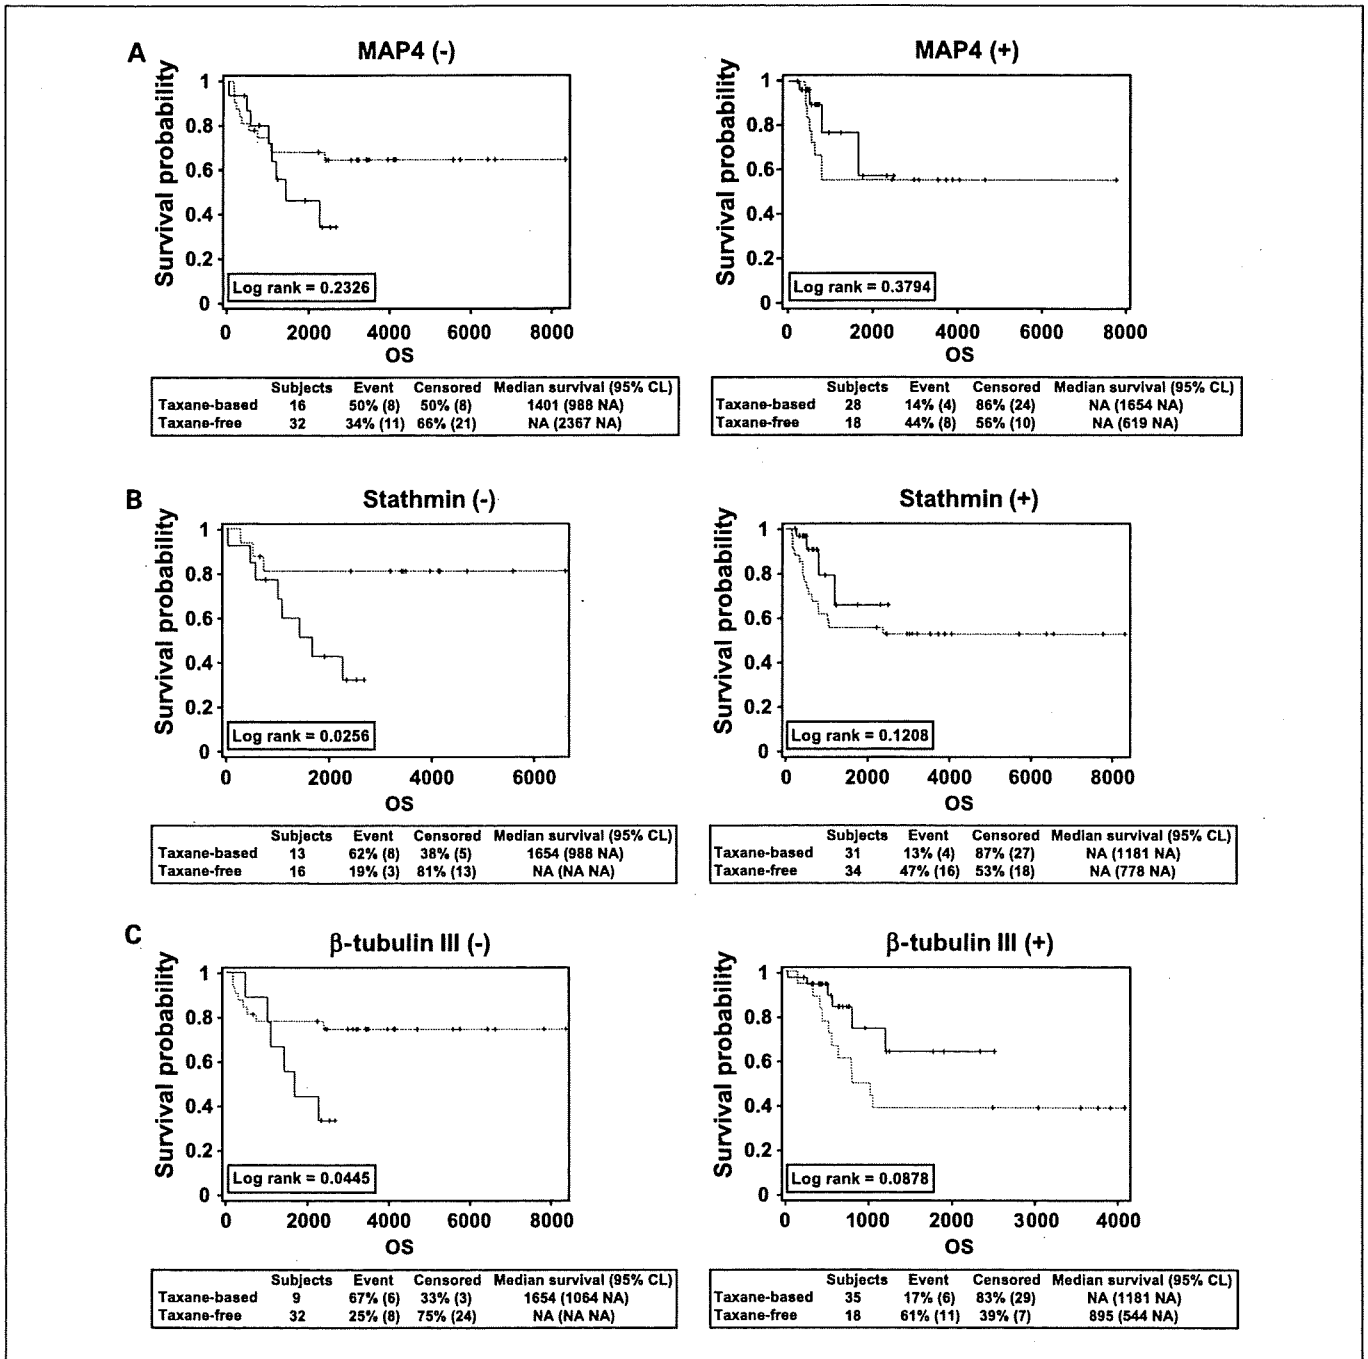 A
MAP4 (-)
Survival probability
1
0.8
0.6
0.4
0.2
0
Log rank = 0.2326
0 2000 4000 6000 8000
OS
Subjects Event Censored Median survival (95% CL)
Taxane-based 16 50% (8) 50% (8) 1401 (988 NA)
Taxane-free 32 34% (11) 66% (21) NA (2367 NA)
MAP4 (+)
Survival probability
1
0.8
0.6
0.4
0.2
0
Log rank = 0.3794
0 2000 4000 6000 8000
OS
Subjects Event Censored Median survival (95% CL)
Taxane-based 28 14% (4) 86% (24) NA (1654 NA)
Taxane-free 18 44% (8) 56% (10) NA (619 NA)
B
Stathmin (-)
Survival probability
1
0.8
0.6
0.4
0.2
0
Log rank = 0.0256
0 2000 4000 6000
OS
Subjects Event Censored Median survival (95% CL)
Taxane-based 13 62% (8) 38% (5) 1654 (988 NA)
Taxane-free 16 19% (3) 81% (13) NA (NA NA)
Stathmin (+)
Survival probability
1
0.8
0.6
0.4
0.2
0
Log rank = 0.1208
0 2000 4000 6000 8000
OS
Subjects Event Censored Median survival (95% CL)
Taxane-based 31 13% (4) 87% (27) NA (1181 NA)
Taxane-free 34 47% (16) 53% (18) NA (778 NA)
C
β-tubulin III (-)
Survival probability
1
0.8
0.6
0.4
0.2
0
Log rank = 0.0445
0 2000 4000 6000 8000
OS
Subjects Event Censored Median survival (95% CL)
Taxane-based 9 67% (6) 33% (3) 1654 (1064 NA)
Taxane-free 32 25% (8) 75% (24) NA (NA NA)
β-tubulin III (+)
Survival probability
1
0.8
0.6
0.4
0.2
0
Log rank = 0.0878
0 1000 2000 3000 4000
OS
Subjects Event Censored Median survival (95% CL)
Taxane-based 35 17% (6) 83% (29) NA (1181 NA)
Taxane-free 18 61% (11) 39% (7) 895 (544 NA)